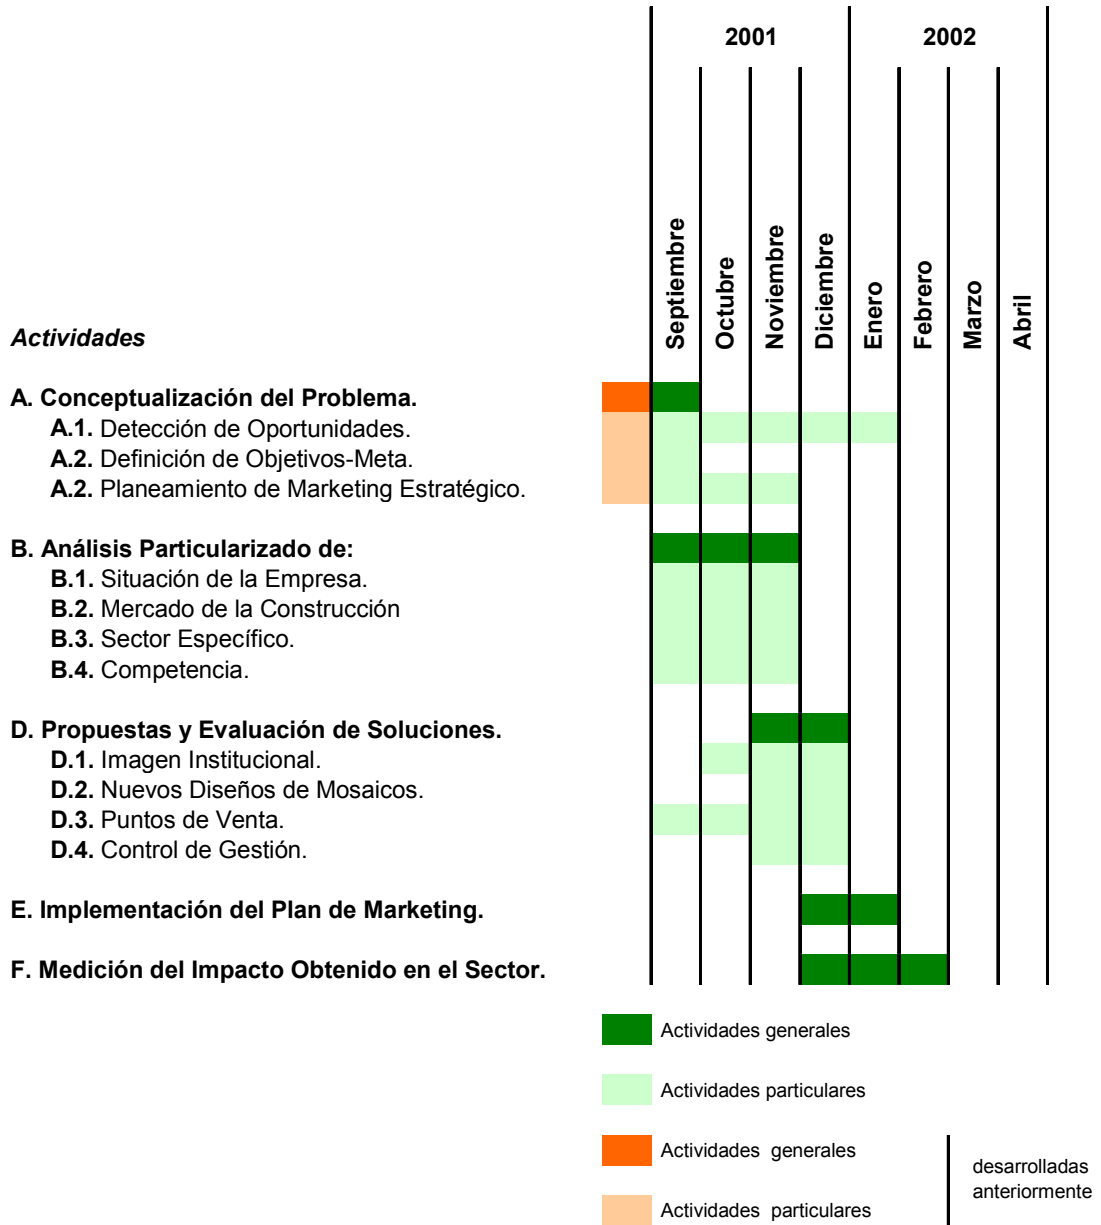 2001 2002
Septiembre Octubre Noviembre Diciembre Enero Febrero Marzo Abril
Actividades
A. Conceptualización del Problema.
A.1. Detección de Oportunidades.
A.2. Definición de Objetivos-Meta.
A.2. Planeamiento de Marketing Estratégico.
B. Análisis Particularizado de:
B.1. Situación de la Empresa.
B.2. Mercado de la Construcción
B.3. Sector Específico.
B.4. Competencia.
D. Propuestas y Evaluación de Soluciones.
D.1. Imagen Institucional.
D.2. Nuevos Diseños de Mosaicos.
D.3. Puntos de Venta.
D.4. Control de Gestión.
E. Implementación del Plan de Marketing.
F. Medición del Impacto Obtenido en el Sector.
Actividades generales
Actividades particulares
Actividades generales
Actividades particulares
desarrolladas
anteriormente